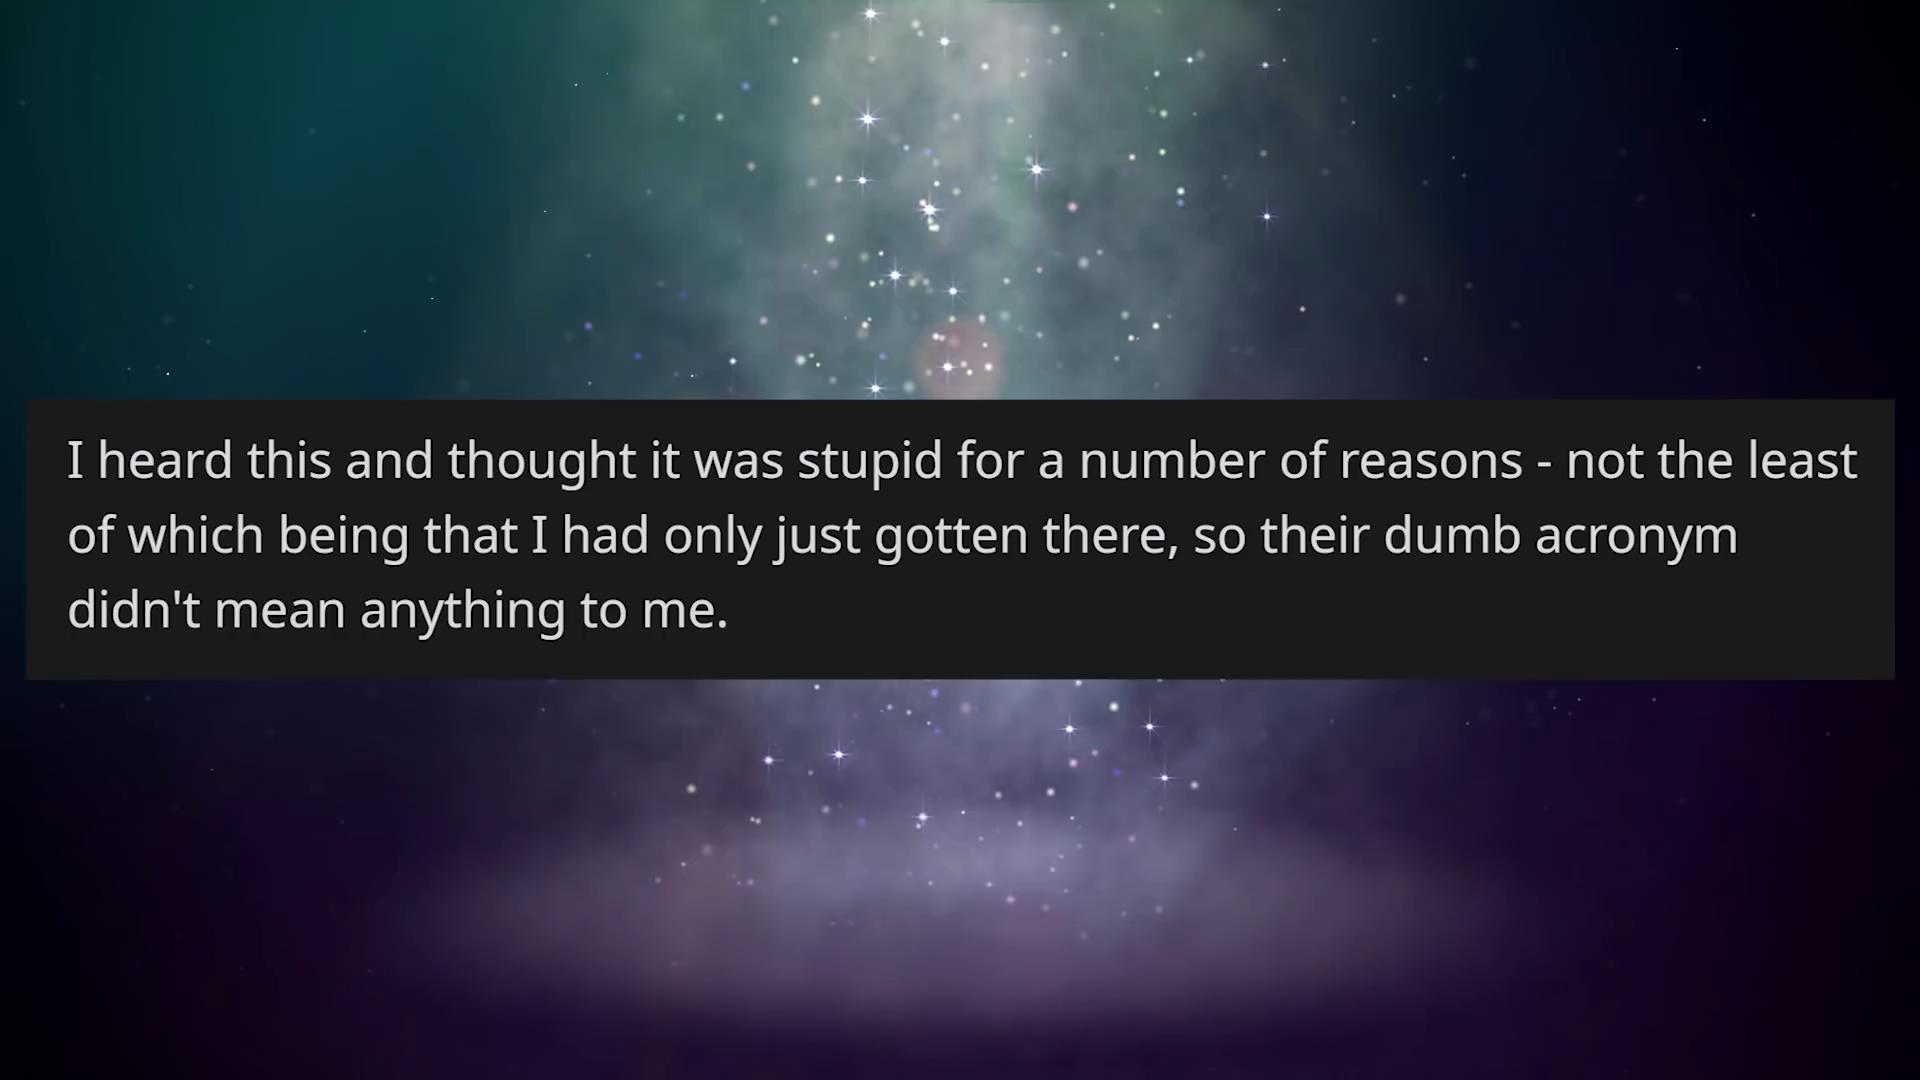 I heard this and thought it was stupid for a number of reasons - not the least
of which being that I had only just gotten there, so their dumb acronym
didn't mean anything to me.